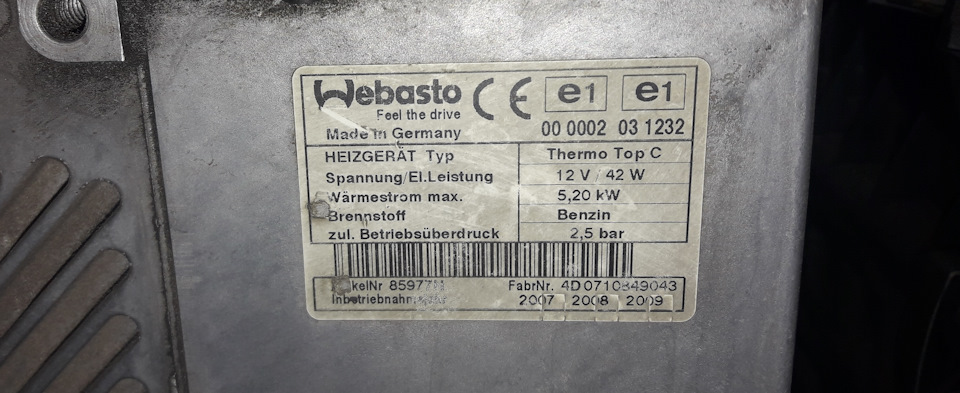 Webasto CE e1 e1
Feel the drive
Made in Germany 00 0002 03 1232
HEIZGERÄT Typ Thermo Top C
Spannung/El.Leistung 12 V / 42 W
Wärmestrom max. 5,20 kW
Brennstoff Benzin
zul. Betriebsüberdruck 2,5 bar
FabrNr. 4D0710849043
2007 2008 2009